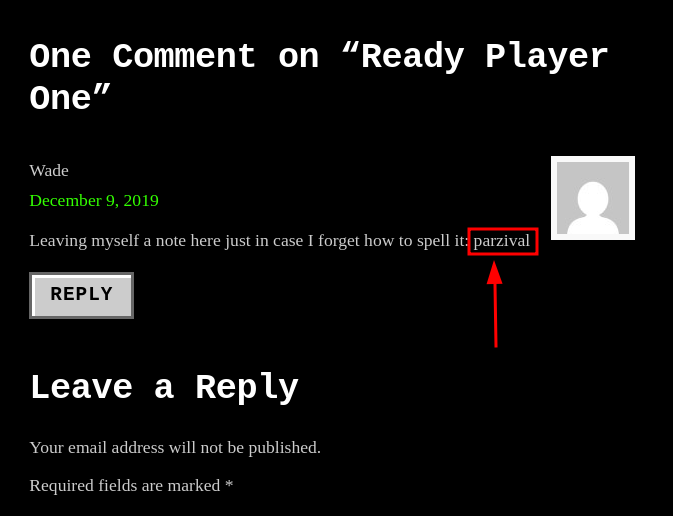 One Comment on “Ready Player
One”
Wade
December 9, 2019
Leaving myself a note here just in case I forget how to spell it: parzival
REPLY
Leave a Reply
Your email address will not be published.
Required fields are marked *